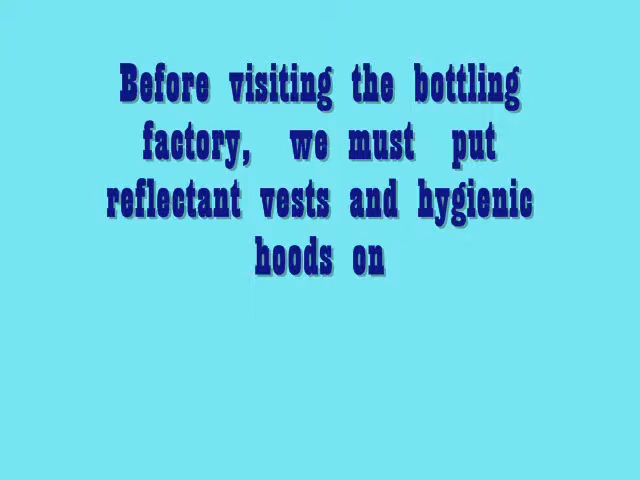 Before visiting the bottling
factory, we must put
reflectant vests and hygienic
hoods on